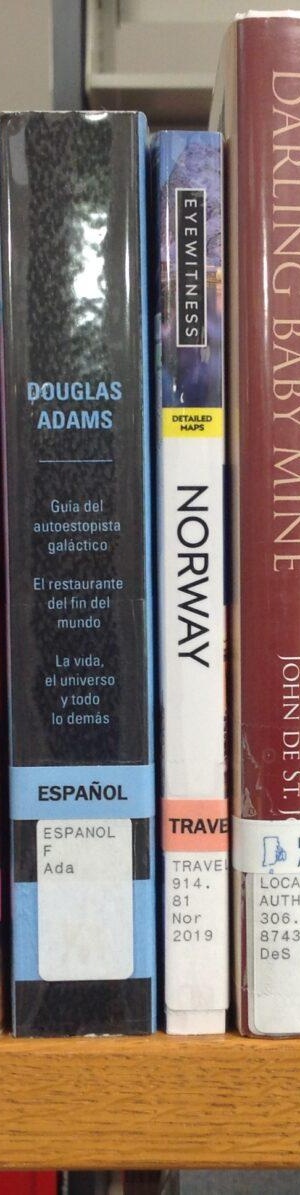 DOUGLAS
ADAMS
Guía del
autoestopista
galáctico
El restaurante
del fin del
mundo
La vida,
el universo
y todo
lo demás
ESPAÑOL
ESPANOL
F
Ada
EYEWITNESS
DETAILED
MAPS
NORWAY
TRAVE
TRAVEL
914.
81
Nor
2019
DARLING BABY MINE
JOHN DE ST. J
LOCA
AUTH
306.
8743
DeS